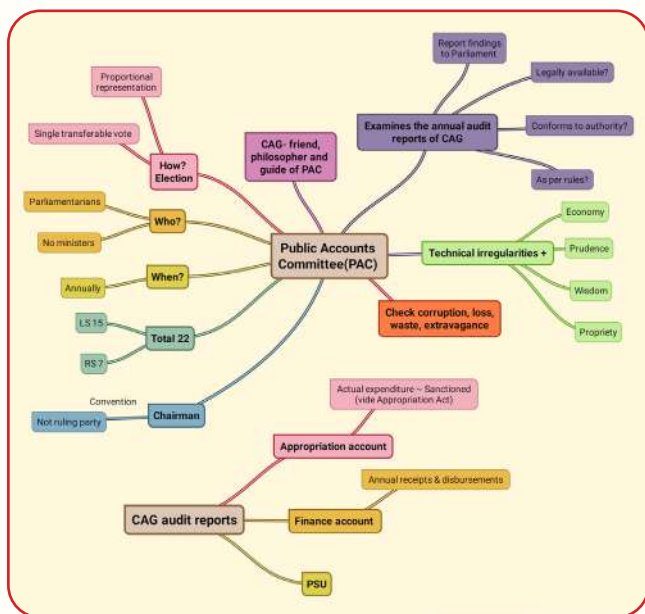 Report findings
to Parliament
Proportional
representation
Legally available?
Single transferable vote
CAG- friend,
philosopher and
guide of PAC
Examines the annual audit
reports of CAG
Conforms to authority?
How?
Election
As per rules?
Parliamentarians
Who?
No ministers
Economy
Public Accounts
Committee(PAC)
Technical irregularities +
Prudence
When?
Annually
Wisdom
Check corruption, loss,
waste, extravagance
LS 15
Total 22
Propriety
RS 7
Convention
Not ruling party
Chairman
Actual expenditure ~ Sanctioned
(vide Appropriation Act)
Appropriation account
Annual receipts & disbursements
CAG audit reports
Finance account
PSU